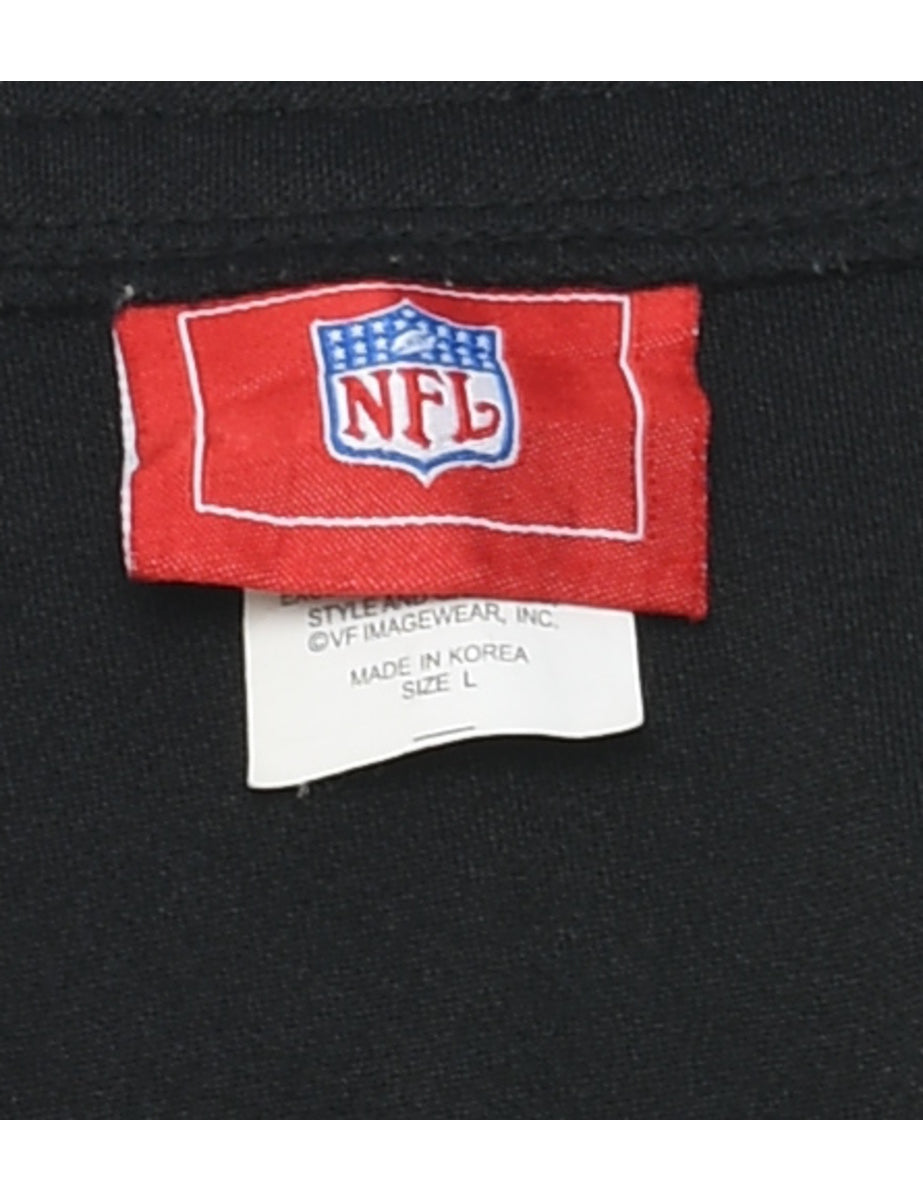 NFL
STYLE AND
©VF IMAGEWEAR, INC.
MADE IN KOREA
SIZE L